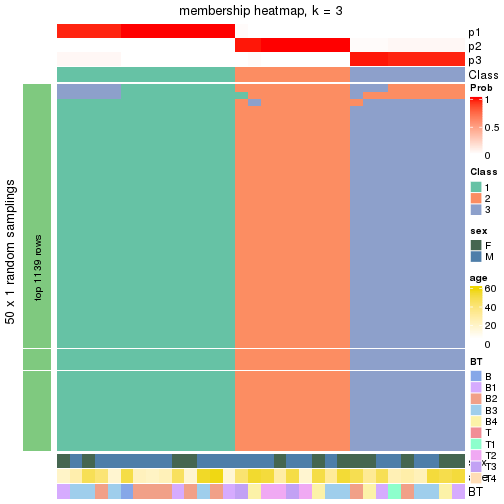 membership heatmap, k = 3
p1
p2
p3
Class
50 x 1 random samplings
top 1139 rows
Prob
1
0.5
0
Class
1
2
3
sex
F
M
age
60
40
20
0
BT
B
B1
B2
B3
B4
T
T1
T2
T3
T4
BT